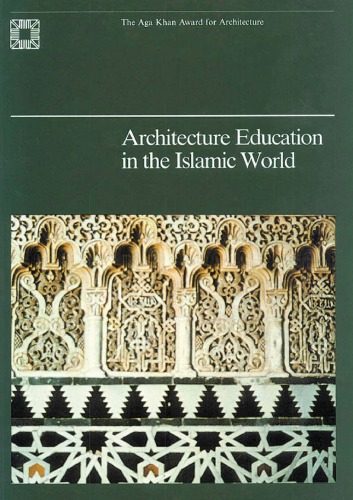 The Aga Khan Award for Architecture
Architecture Education
in the Islamic World